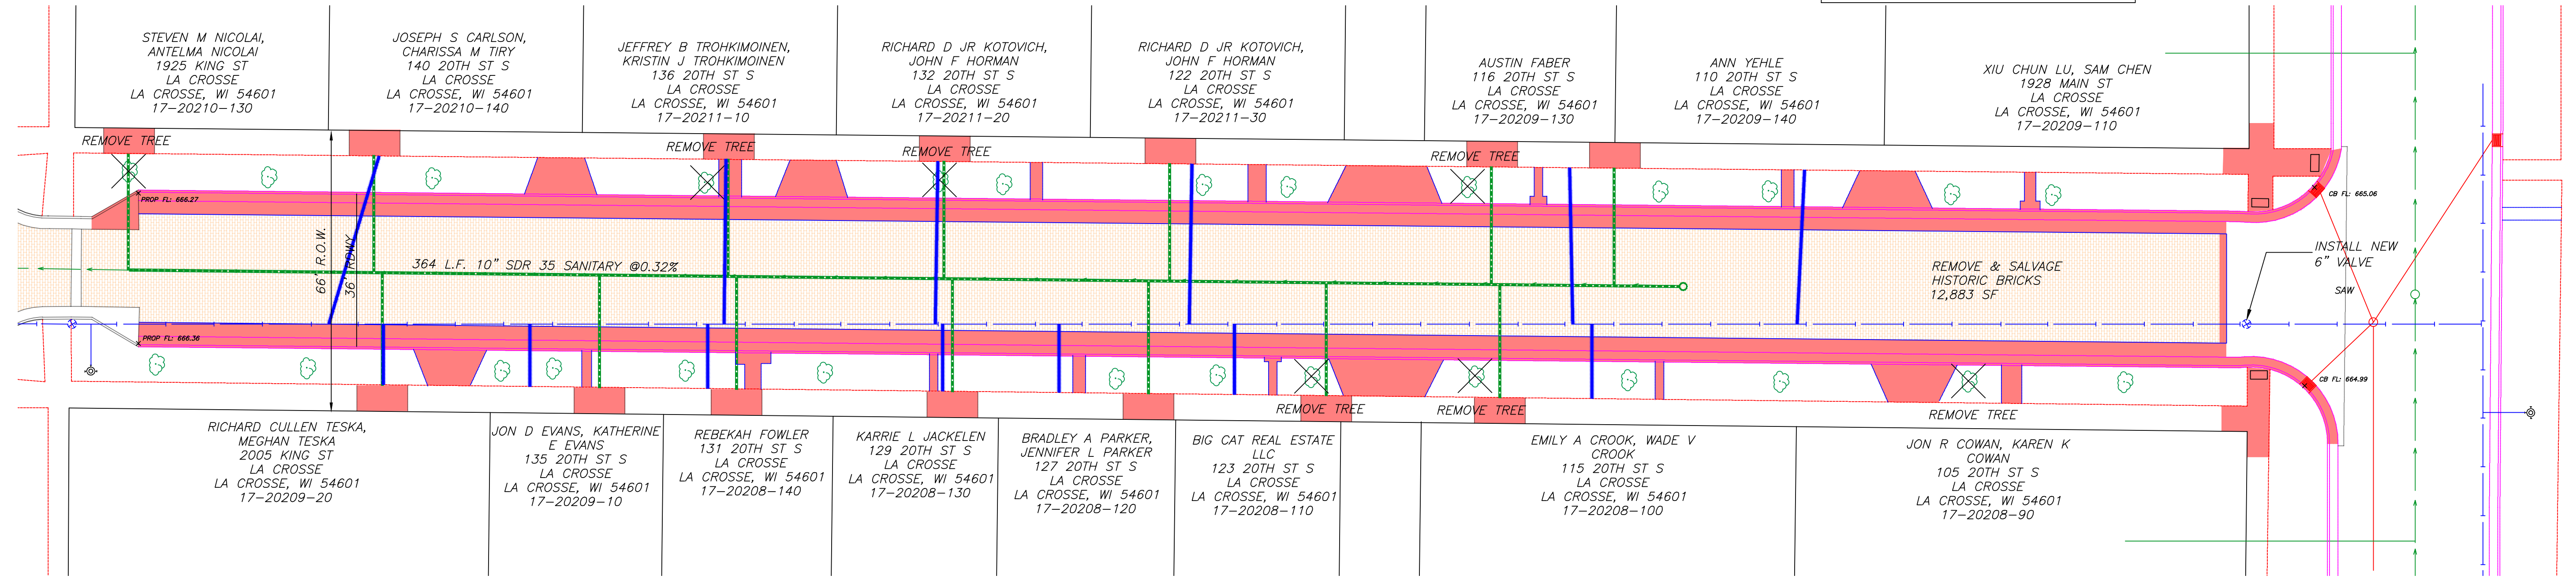 STEVEN M NICOLAI,
ANTELMA NICOLAI
1925 KING ST
LA CROSSE
LA CROSSE, WI 54601
17-20210-130
JOSEPH S CARLSON,
CHARISSA M TIRY
140 20TH ST S
LA CROSSE
LA CROSSE, WI 54601
17-20210-140
JEFFREY B TROHKIMOINEN,
KRISTIN J TROHKIMOINEN
136 20TH ST S
LA CROSSE
LA CROSSE, WI 54601
17-20211-10
RICHARD D JR KOTOVICH,
JOHN F HORMAN
132 20TH ST S
LA CROSSE
LA CROSSE, WI 54601
17-20211-20
RICHARD D JR KOTOVICH,
JOHN F HORMAN
122 20TH ST S
LA CROSSE
LA CROSSE, WI 54601
17-20211-30
AUSTIN FABER
116 20TH ST S
LA CROSSE
LA CROSSE, WI 54601
17-20209-130
ANN YEHLE
110 20TH ST S
LA CROSSE
LA CROSSE, WI 54601
17-20209-140
XIU CHUN LU, SAM CHEN
1928 MAIN ST
LA CROSSE
LA CROSSE, WI 54601
17-20209-110
REMOVE TREE
REMOVE TREE
REMOVE TREE
REMOVE TREE
PROP FL: 666.27
CB FL: 665.06
66' R.O.W.
36' RDWY
364 L.F. 10" SDR 35 SANITARY @0.32%
REMOVE & SALVAGE
HISTORIC BRICKS
12,883 SF
INSTALL NEW
6" VALVE
SAW
PROP FL: 666.36
CB FL: 664.99
REMOVE TREE
REMOVE TREE
REMOVE TREE
RICHARD CULLEN TESKA,
MEGHAN TESKA
2005 KING ST
LA CROSSE
LA CROSSE, WI 54601
17-20209-20
JON D EVANS, KATHERINE
E EVANS
135 20TH ST S
LA CROSSE
LA CROSSE, WI 54601
17-20209-10
REBEKAH FOWLER
131 20TH ST S
LA CROSSE
LA CROSSE, WI 54601
17-20208-140
KARRIE L JACKELEN
129 20TH ST S
LA CROSSE
LA CROSSE, WI 54601
17-20208-130
BRADLEY A PARKER,
JENNIFER L PARKER
127 20TH ST S
LA CROSSE
LA CROSSE, WI 54601
17-20208-120
BIG CAT REAL ESTATE
LLC
123 20TH ST S
LA CROSSE
LA CROSSE, WI 54601
17-20208-110
EMILY A CROOK, WADE V
CROOK
115 20TH ST S
LA CROSSE
LA CROSSE, WI 54601
17-20208-100
JON R COWAN, KAREN K
COWAN
105 20TH ST S
LA CROSSE
LA CROSSE, WI 54601
17-20208-90